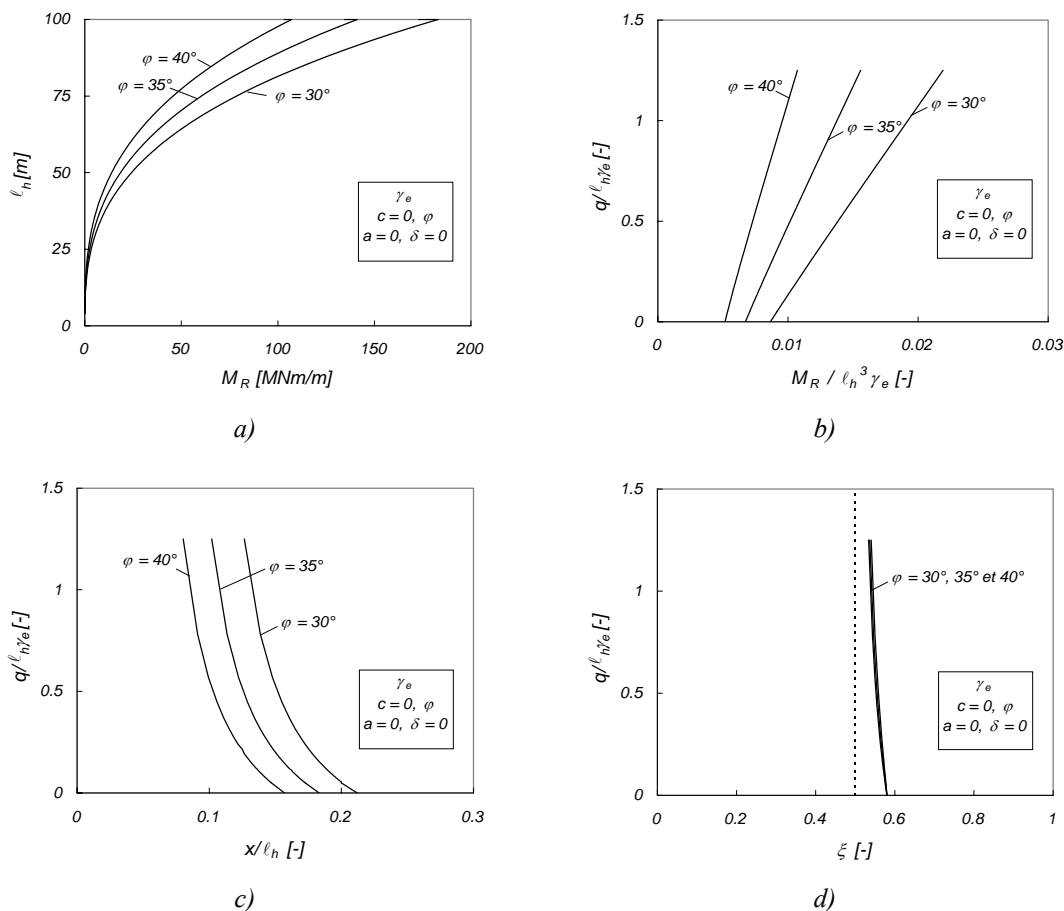 100
75
50
25
0
ℓh [m]
φ = 40°
φ = 35°
φ = 30°
γe
c = 0, φ
a = 0, δ = 0
0 50 100 150 200
MR [MNm/m]
a)
1.5
1
0.5
0
q/ℓhγe [-]
φ = 40°
φ = 35°
φ = 30°
γe
c = 0, φ
a = 0, δ = 0
0 0.01 0.02 0.03
MR / ℓh³ γe [-]
b)
1.5
1
0.5
0
q/ℓhγe [-]
φ = 40°
φ = 35°
φ = 30°
γe
c = 0, φ
a = 0, δ = 0
0 0.1 0.2 0.3
x/ℓh [-]
c)
1.5
1
0.5
0
q/ℓhγe [-]
φ = 30°, 35° et 40°
γe
c = 0, φ
a = 0, δ = 0
0 0.2 0.4 0.6 0.8 1
ξ [-]
d)